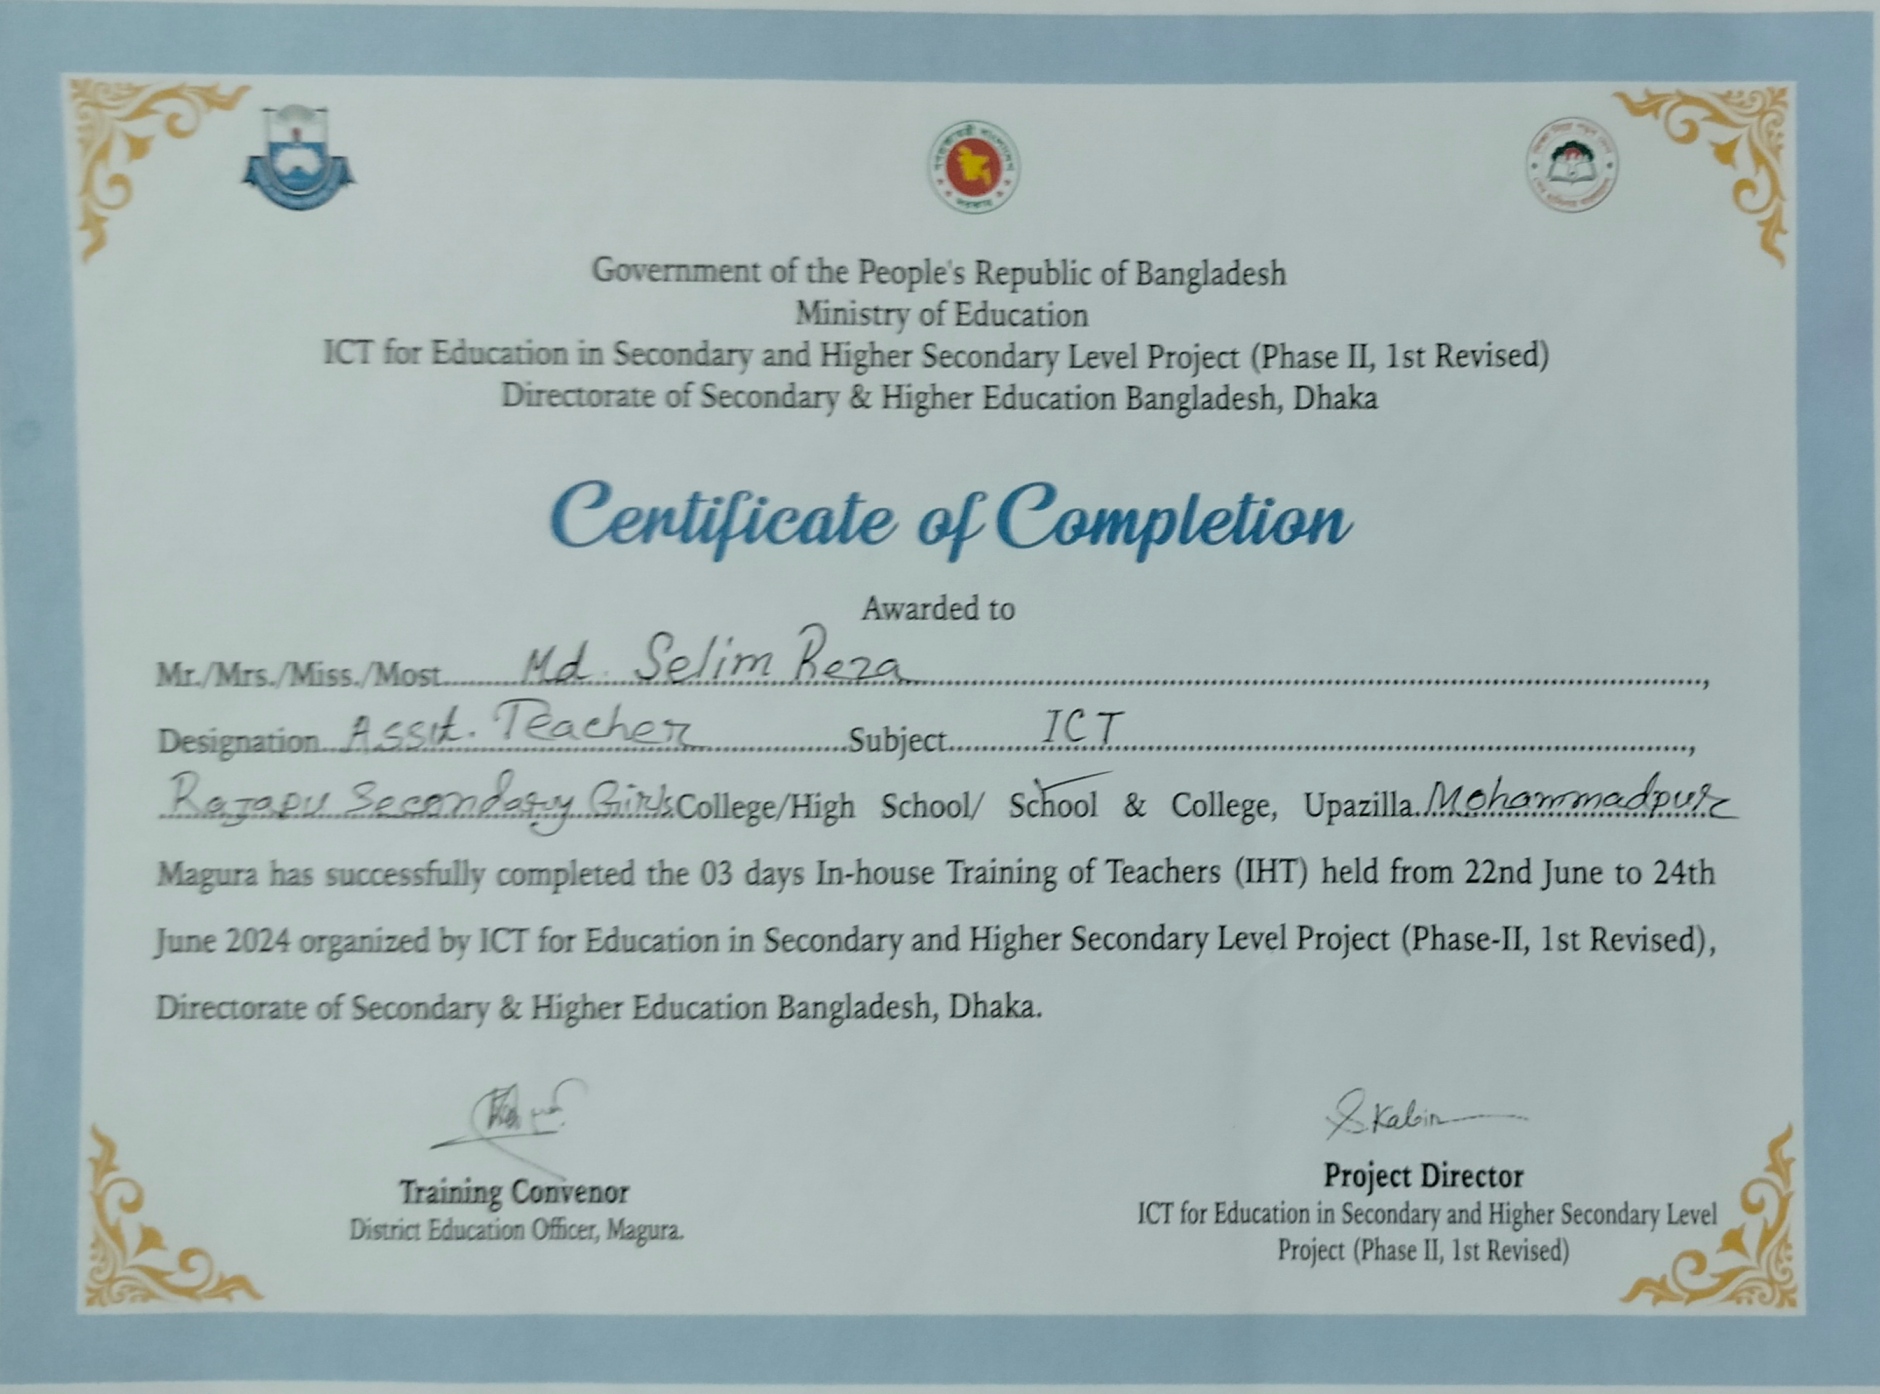 Government of the People's Republic of Bangladesh
Ministry of Education
ICT for Education in Secondary and Higher Secondary Level Project (Phase II, 1st Revised)
Directorate of Secondary & Higher Education Bangladesh, Dhaka
Certificate of Completion
Awarded to
Mr./Mrs./Miss./Most. Md. Selim Reza,
Designation Assit. Teacher Subject ICT,
Rajapu Secondary Girls College/High School/ School & College, Upazilla. Mohammadpur
Magura has successfully completed the 03 days In-house Training of Teachers (IHT) held from 22nd June to 24th
June 2024 organized by ICT for Education in Secondary and Higher Secondary Level Project (Phase-II, 1st Revised),
Directorate of Secondary & Higher Education Bangladesh, Dhaka.
S Kabir
Training Convenor
District Education Officer, Magura.
Project Director
ICT for Education in Secondary and Higher Secondary Level
Project (Phase II, 1st Revised)